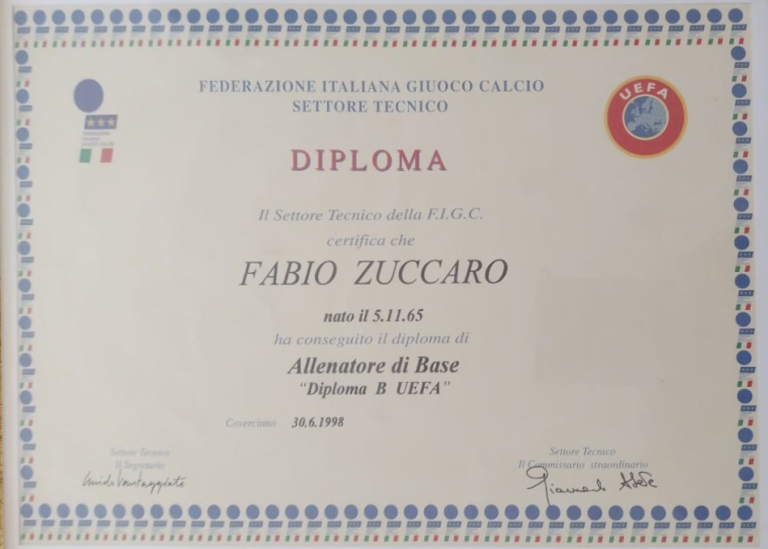 FEDERAZIONE ITALIANA GIUOCO CALCIO
SETTORE TECNICO
UEFA
DIPLOMA
Il Settore Tecnico della F.I.G.C.
certifica che
FABIO ZUCCARO
nato il 5.11.65
ha conseguito il diploma di
Allenatore di Base
"Diploma B UEFA"
Coverciano 30.6.1998
Settore Tecnico
Il Segretario
Settore Tecnico
Il Commissario straordinario